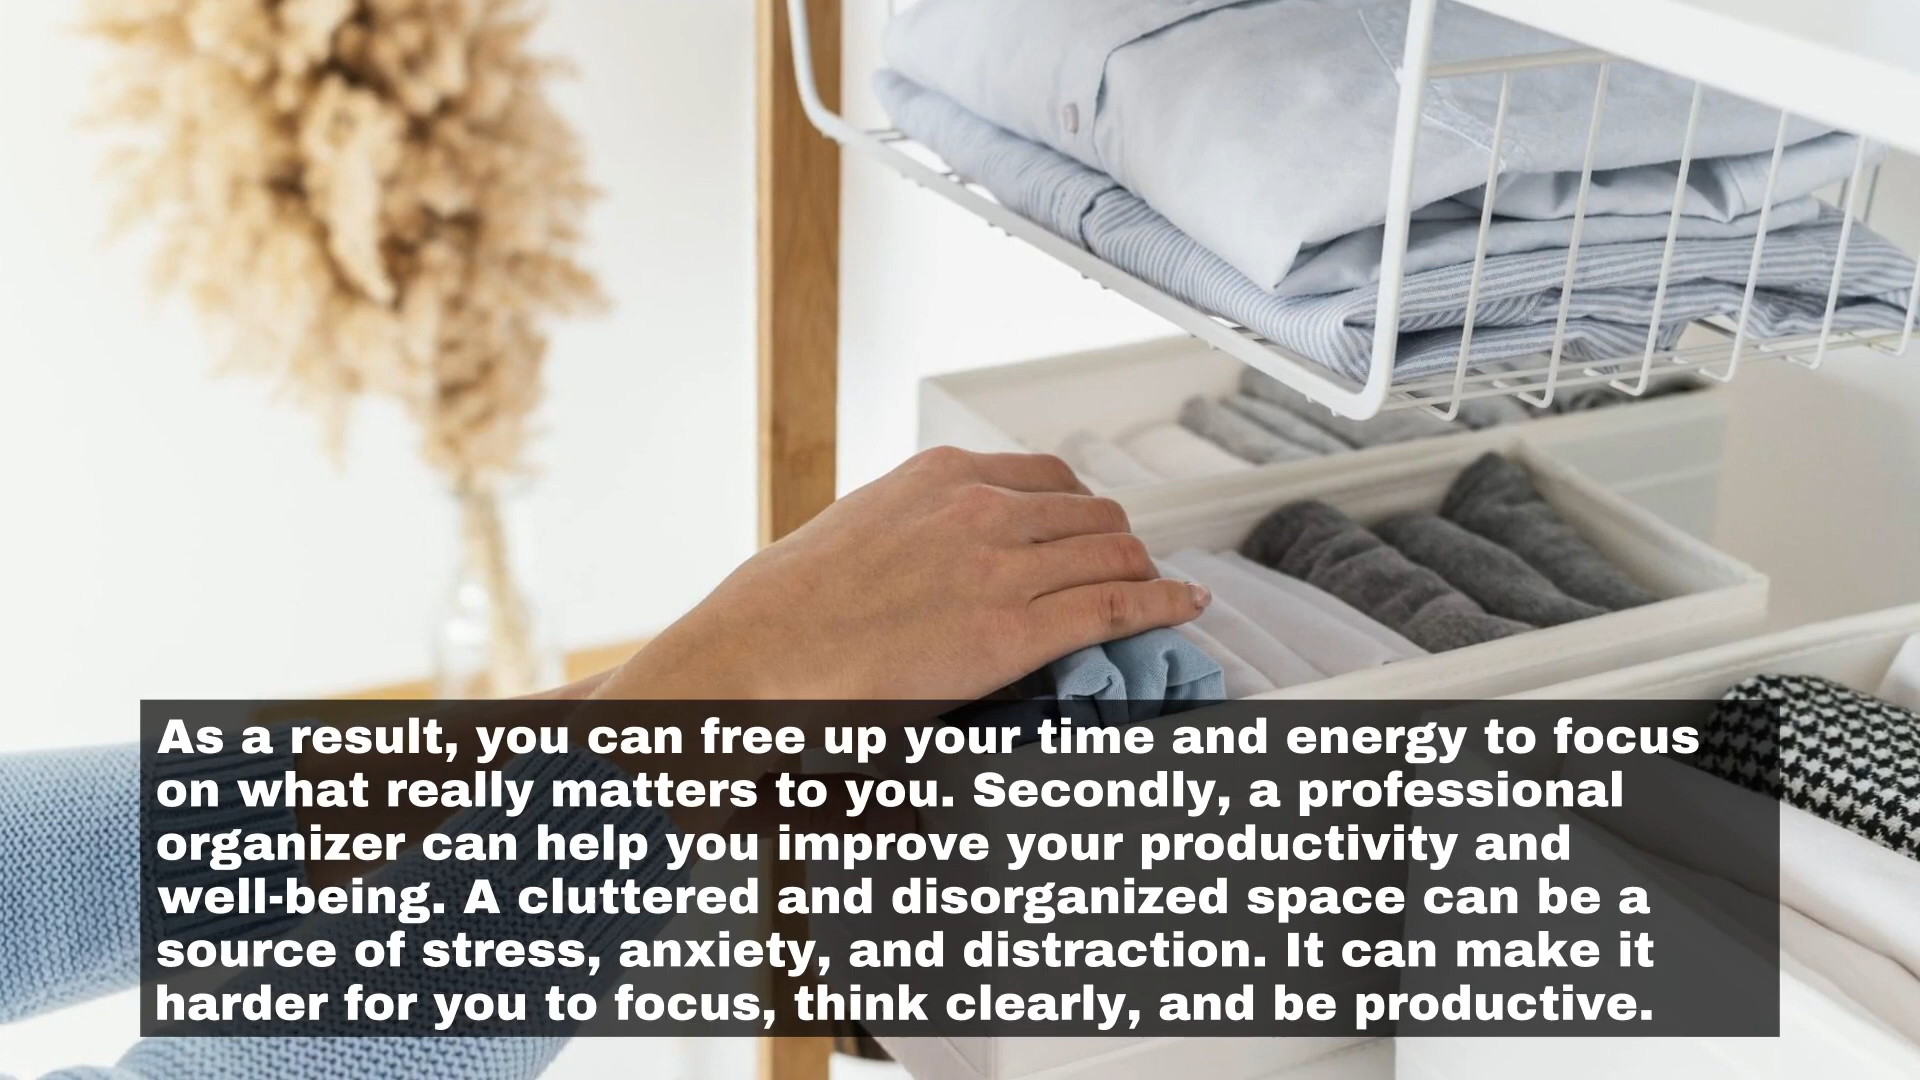 As a result, you can free up your time and energy to focus
on what really matters to you. Secondly, a professional
organizer can help you improve your productivity and
well-being. A cluttered and disorganized space can be a
source of stress, anxiety, and distraction. It can make it
harder for you to focus, think clearly, and be productive.